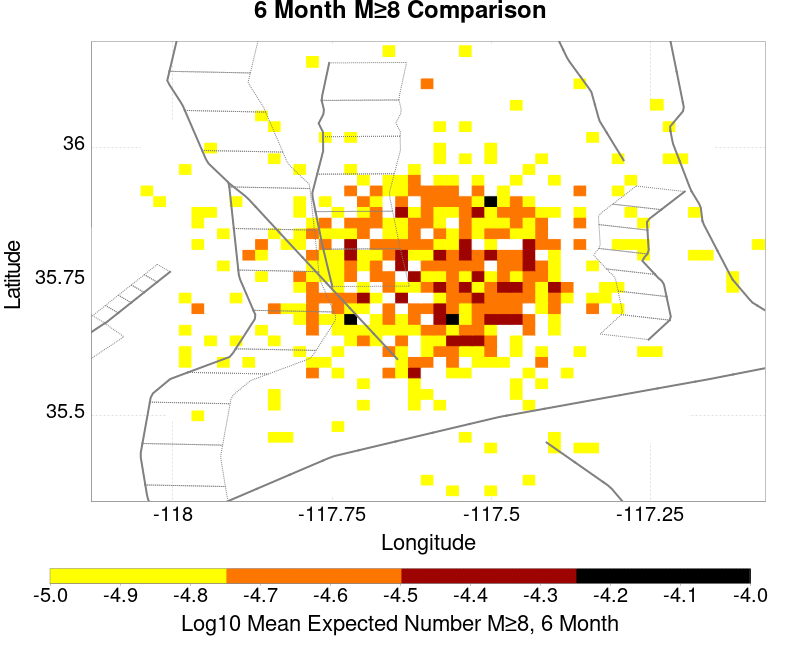 6 Month M≥8 Comparison
36
35.75
35.5
Latitude
-118 -117.75 -117.5 -117.25
Longitude
-5.0 -4.9 -4.8 -4.7 -4.6 -4.5 -4.4 -4.3 -4.2 -4.1 -4.0
Log10 Mean Expected Number M≥8, 6 Month